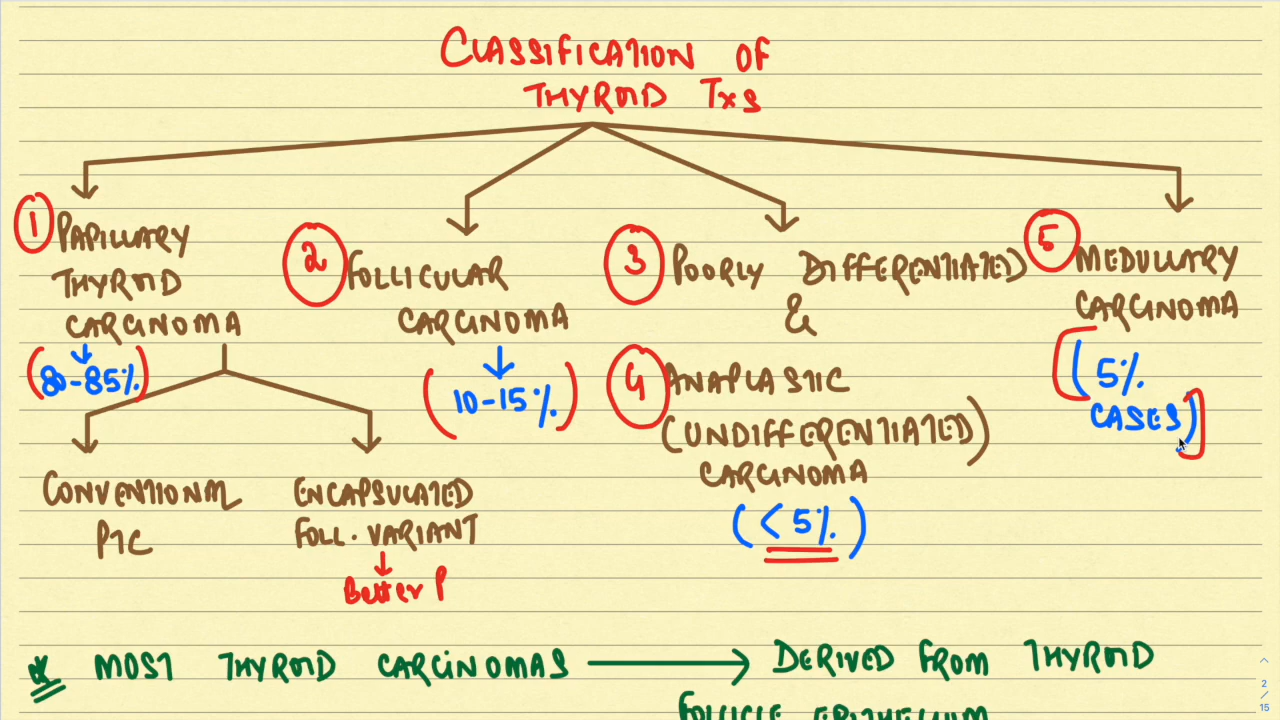 CLASSIFICATION OF
THYROID TxS
1 PAPILLARY
THYROID
CARCINOMA
(80-85%)
CONVENTIONAL
PTC
ENCAPSULATED
FOLL. VARIANT
Better P
2 FOLLICULAR
CARCINOMA
(10-15%)
3 POORLY DIFFERENTIATED
&
4 ANAPLASTIC
(UNDIFFERENTIATED)
CARCINOMA
(<5%)
5 MEDULLARY
CARCINOMA
[(5%
CASES)]
* MOST THYROID CARCINOMAS → DERIVED FROM THYROID
FOLLICLE EPITHELIUM
2
/
15